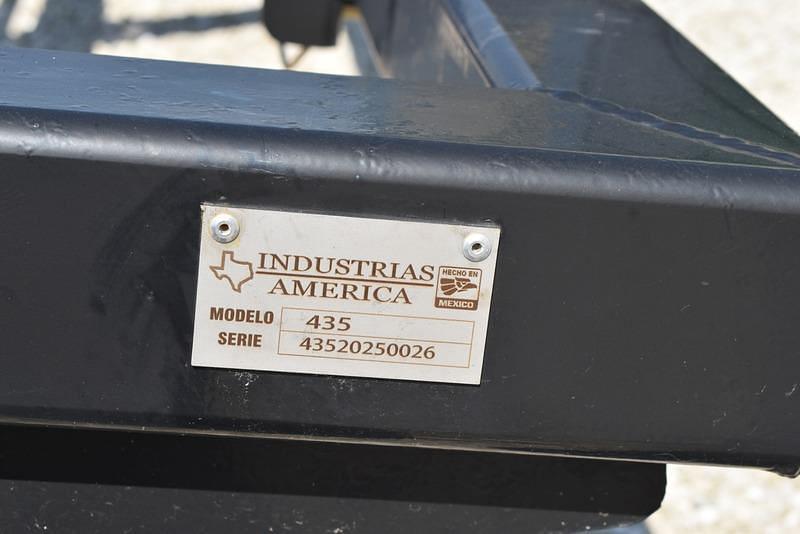 INDUSTRIAS
AMERICA
HECHO EN
MEXICO
MODELO 435
SERIE 43520250026